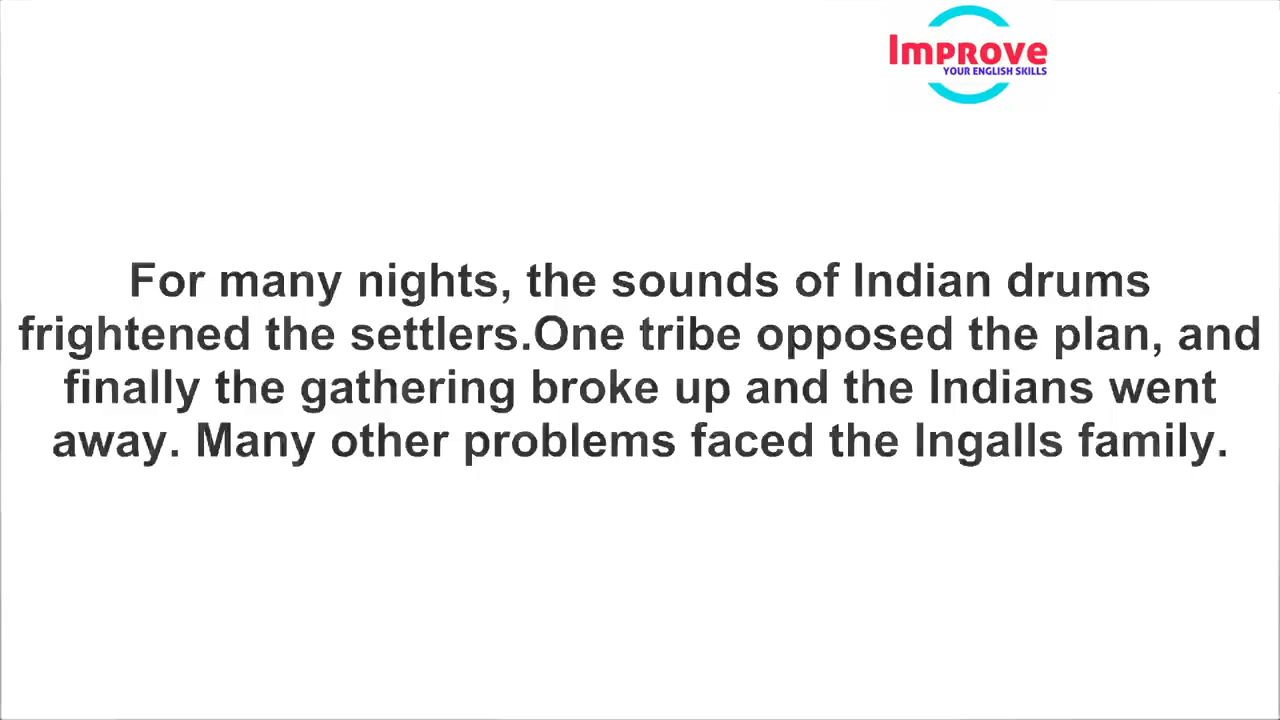 Improve
YOUR ENGLISH SKILLS
For many nights, the sounds of Indian drums
frightened the settlers.One tribe opposed the plan, and
finally the gathering broke up and the Indians went
away. Many other problems faced the Ingalls family.